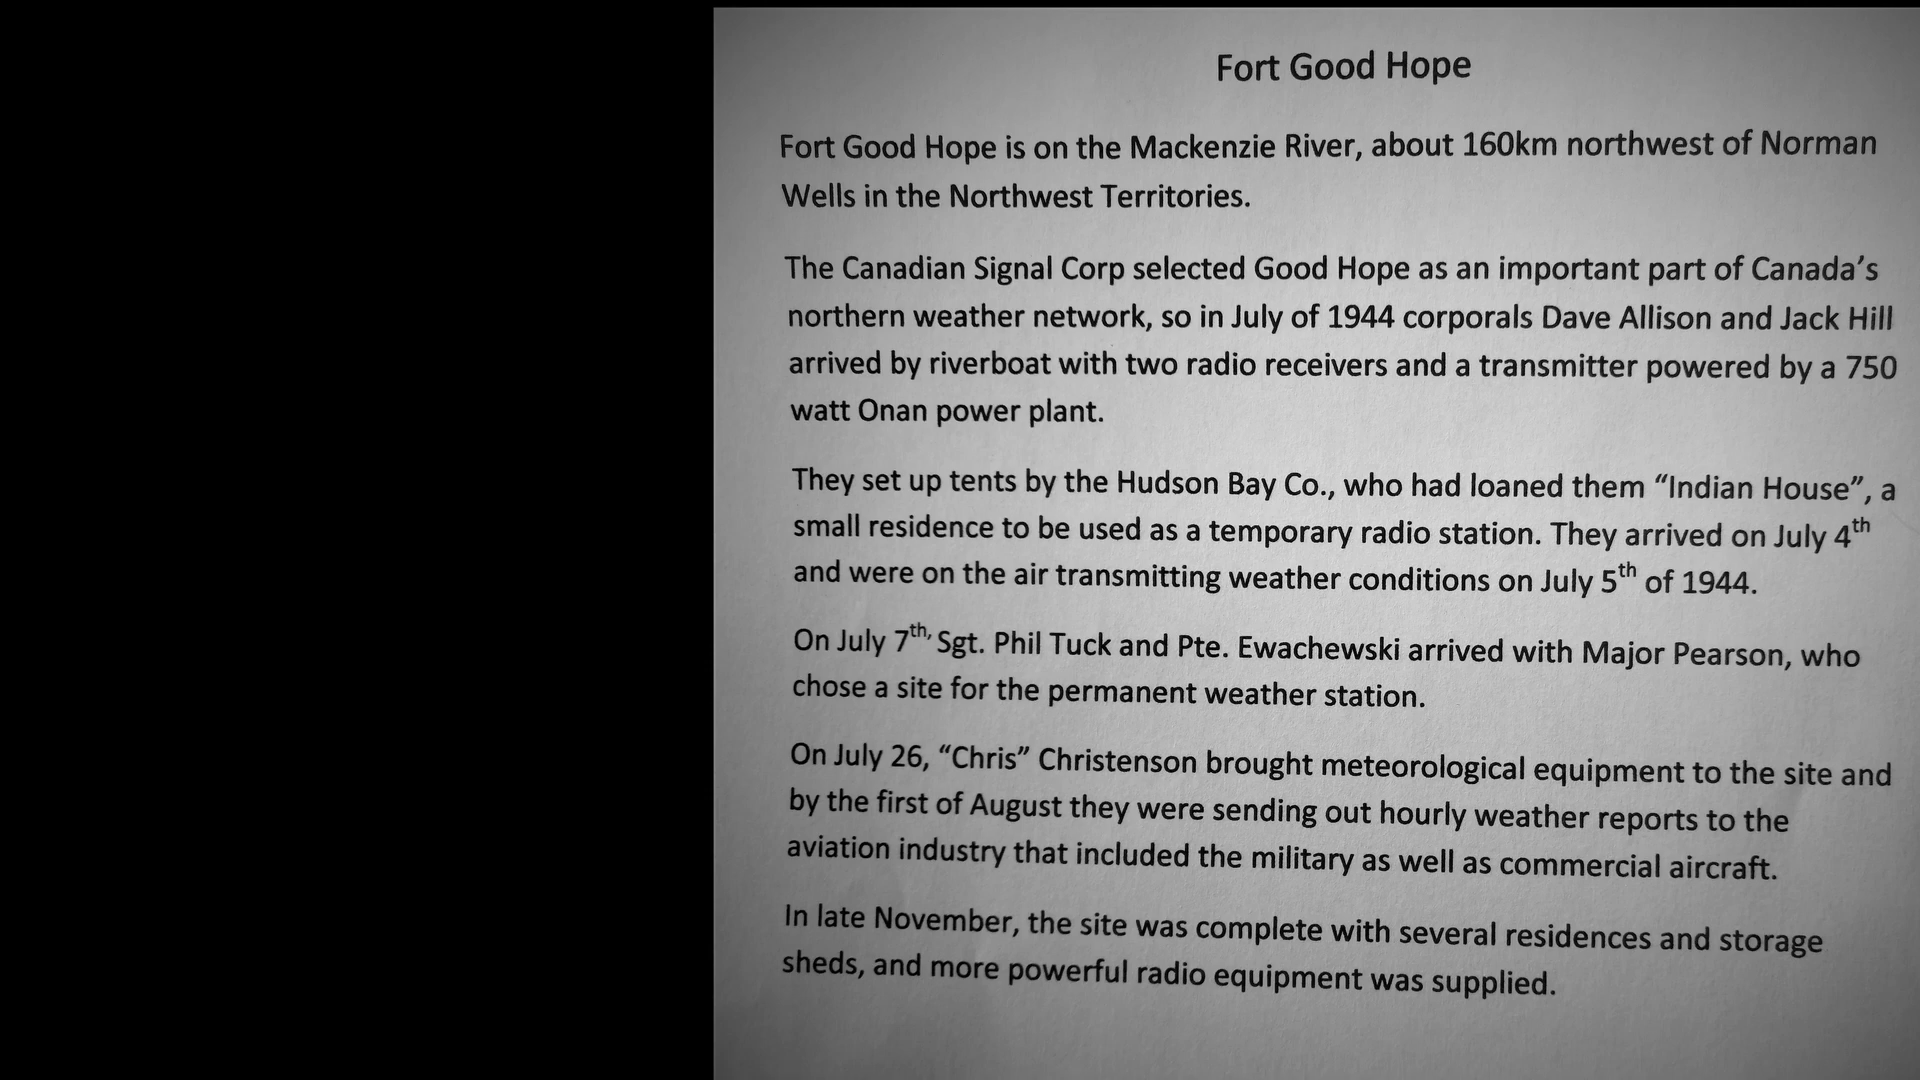 Fort Good Hope
Fort Good Hope is on the Mackenzie River, about 160km northwest of Norman
Wells in the Northwest Territories.
The Canadian Signal Corp selected Good Hope as an important part of Canada’s
northern weather network, so in July of 1944 corporals Dave Allison and Jack Hill
arrived by riverboat with two radio receivers and a transmitter powered by a 750
watt Onan power plant.
They set up tents by the Hudson Bay Co., who had loaned them “Indian House”, a
small residence to be used as a temporary radio station. They arrived on July 4th
and were on the air transmitting weather conditions on July 5th of 1944.
On July 7th, Sgt. Phil Tuck and Pte. Ewachewski arrived with Major Pearson, who
chose a site for the permanent weather station.
On July 26, “Chris” Christenson brought meteorological equipment to the site and
by the first of August they were sending out hourly weather reports to the
aviation industry that included the military as well as commercial aircraft.
In late November, the site was complete with several residences and storage
sheds, and more powerful radio equipment was supplied.